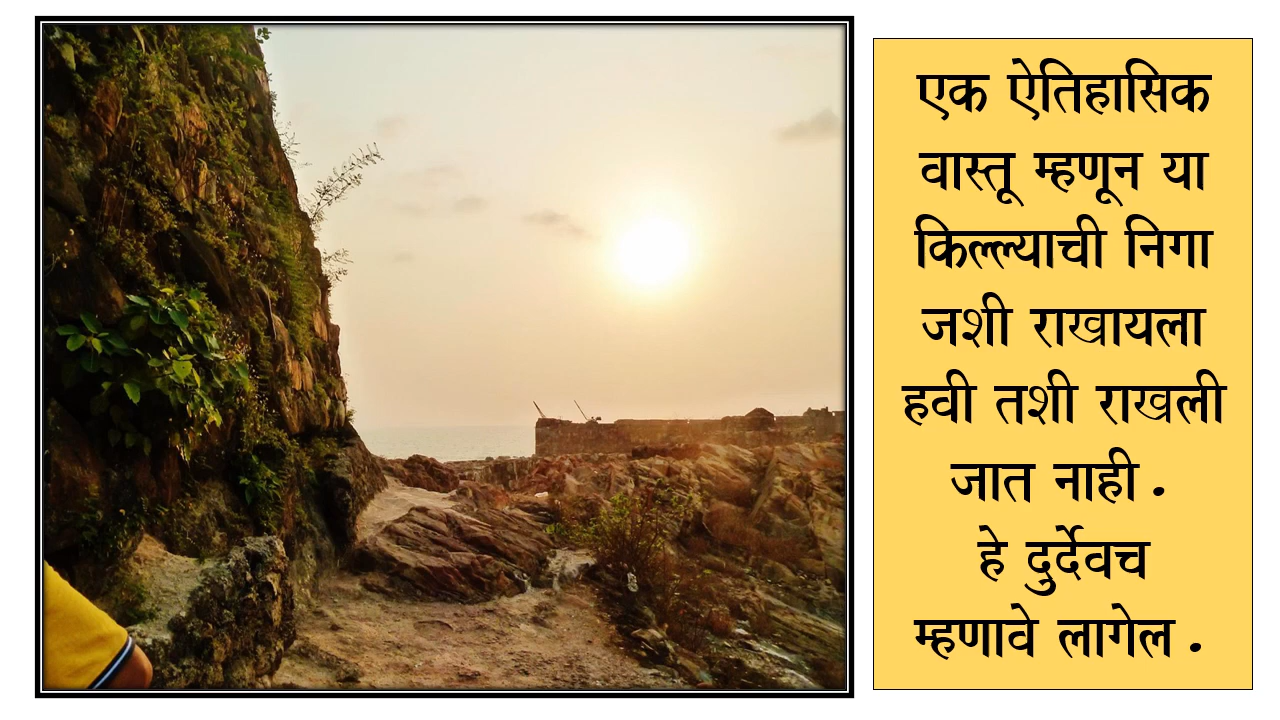 एक ऐतिहासिक
वास्तू म्हणून या
किल्ल्याची निगा
जशी राखायला
हवी तशी राखली
जात नाही.
हे दुर्देवच
म्हणावे लागेल.